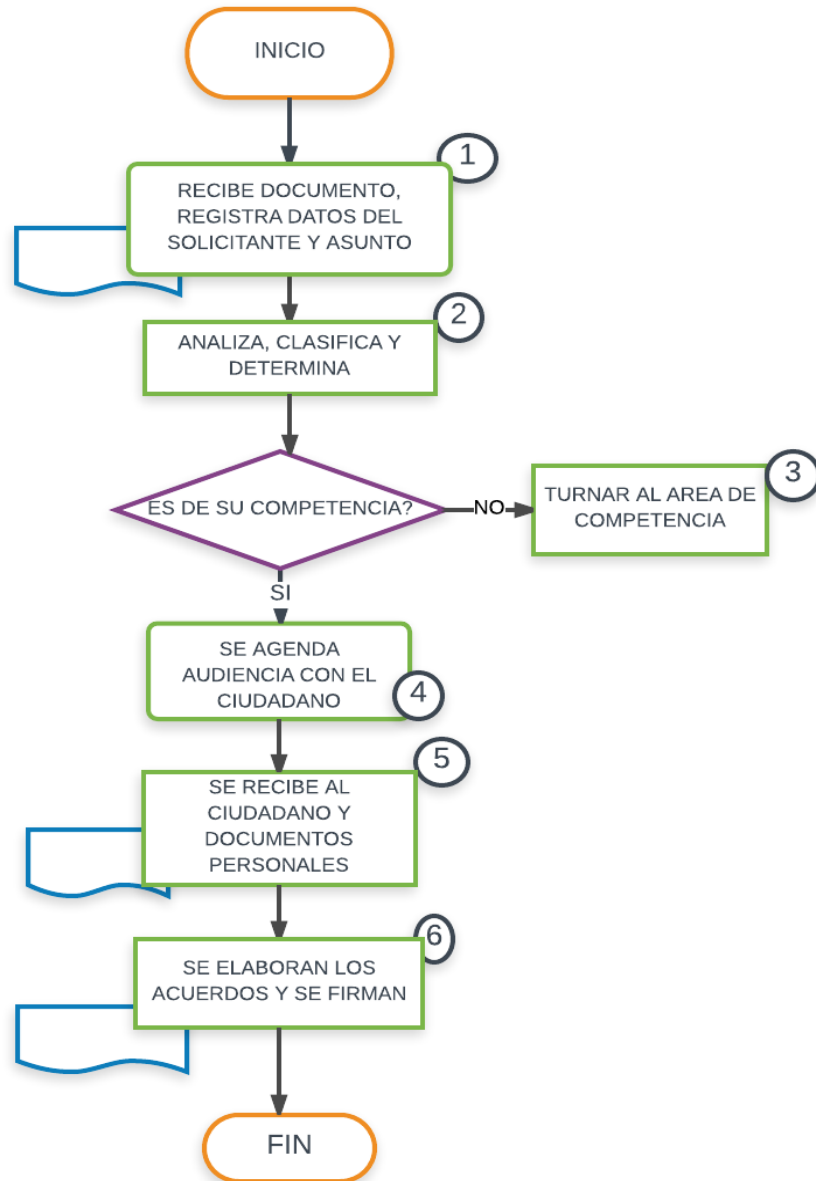 INICIO
1
RECIBE DOCUMENTO,
REGISTRA DATOS DEL
SOLICITANTE Y ASUNTO
2
ANALIZA, CLASIFICA Y
DETERMINA
ES DE SU COMPETENCIA?
NO
3
TURNAR AL AREA DE
COMPETENCIA
SI
SE AGENDA
AUDIENCIA CON EL
CIUDADANO
4
5
SE RECIBE AL
CIUDADANO Y
DOCUMENTOS
PERSONALES
6
SE ELABORAN LOS
ACUERDOS Y SE FIRMAN
FIN